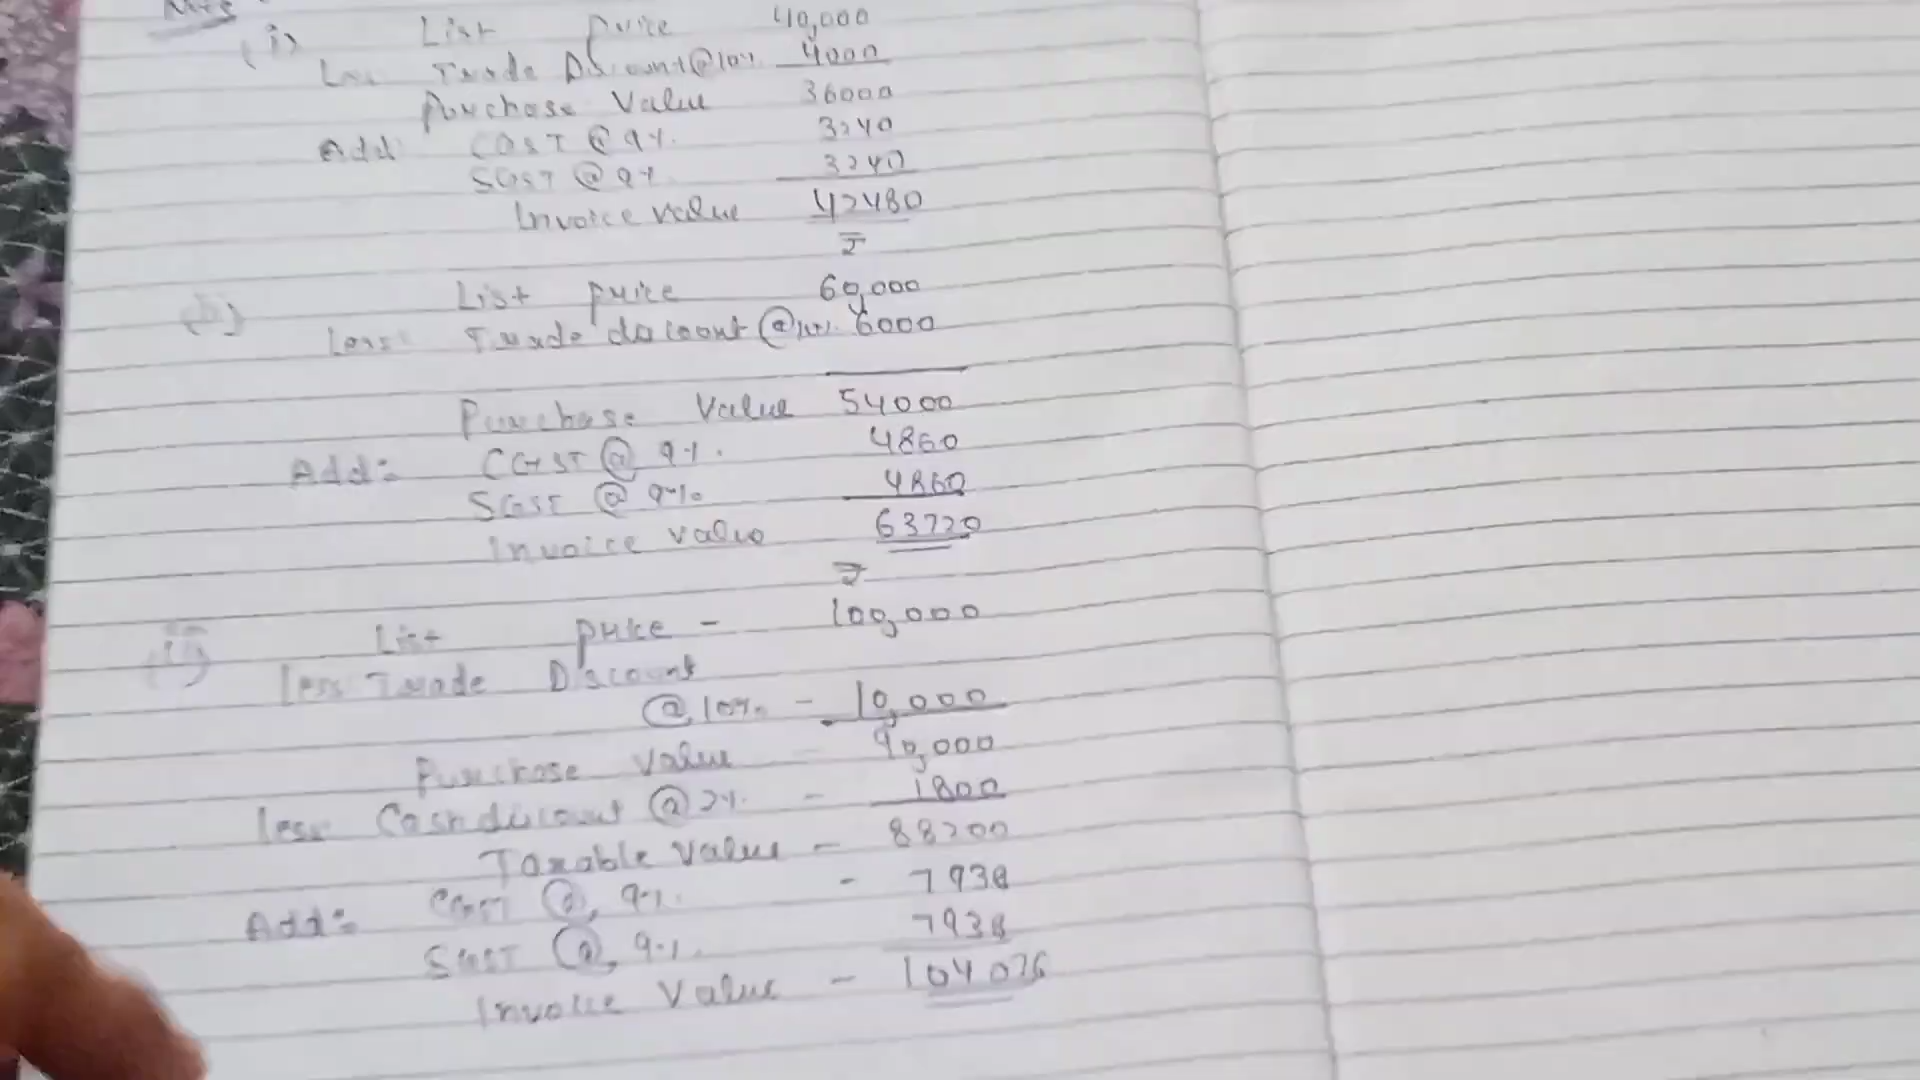 Note
(i) List price 40,000
Less Trade Discount @10% 4000
Purchase Value 36000
Add CGST @ 9%. 3240
SGST @ 9% 3240
Invoice value 42480
₹
List price 60,000
Less: Trade discount @10%. 6000
Purchase Value 54000
Add:- CGST @ 9%. 4860
SGST @ 9% 4860
Invoice value 63720
₹
List price - 100,000
Less Trade Discount
@ 10% - 10,000
Purchase Value - 90,000
less Cash discount @ 2%. - 1800
Taxable Value - 88200
Add:- CGST @ 9%. - 7938
SGST @ 9%. 7938
Invoice Value - 104076